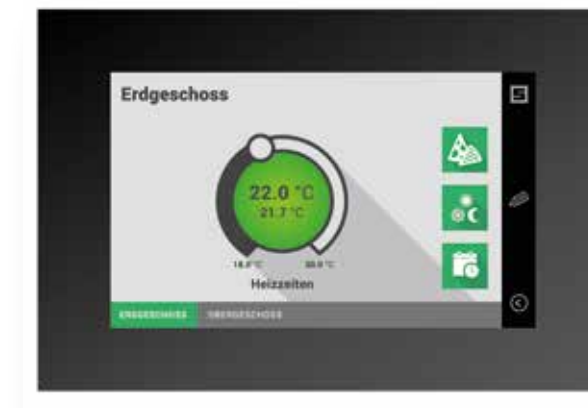 Erdgeschoss
22.0 °C
21.7 °C
18.0 °C 30.0 °C
Heizzeiten
ERDGESCHOSS OBERGESCHOSS